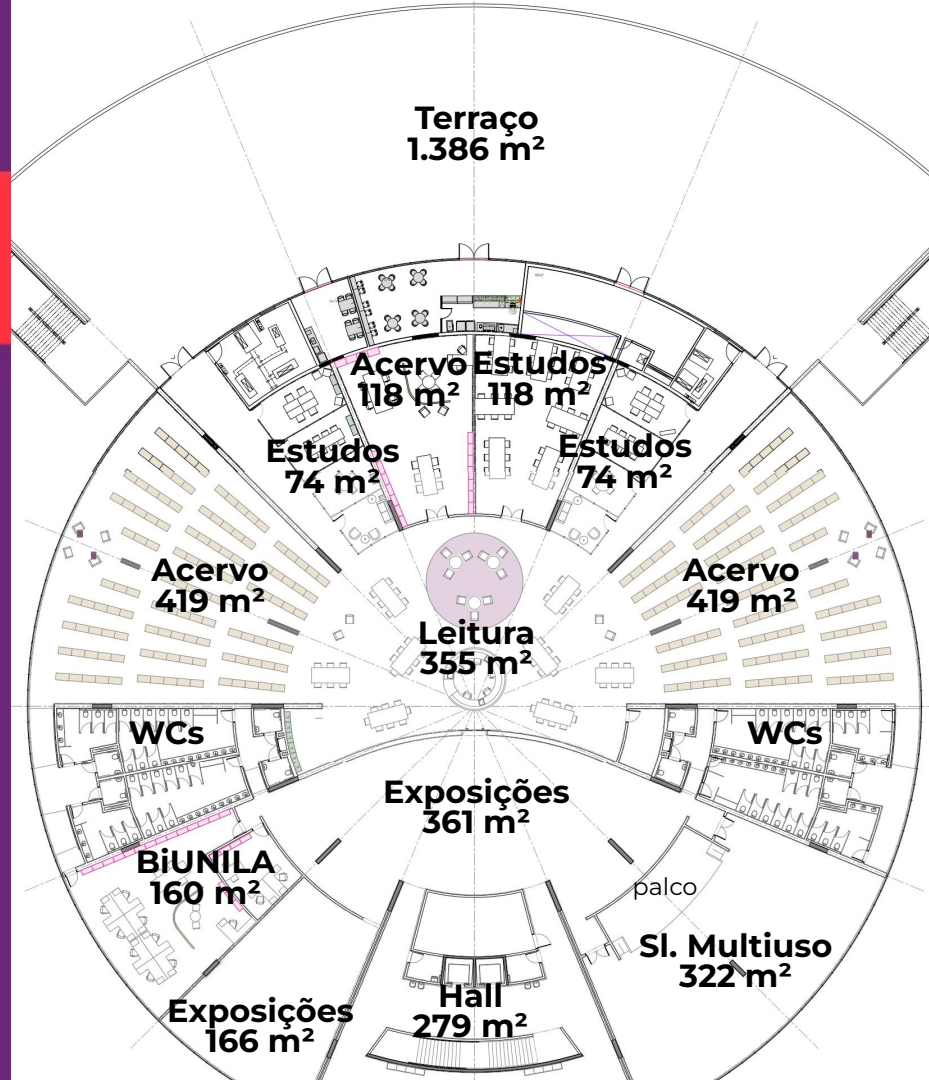 Terraço
1.386 m²
Acervo
118 m²
Estudos
118 m²
Estudos
74 m²
Estudos
74 m²
Acervo
419 m²
Acervo
419 m²
Leitura
355 m²
WCs
WCs
Exposições
361 m²
BiUNILA
160 m²
palco
Sl. Multiuso
322 m²
Hall
279 m²
Exposições
166 m²